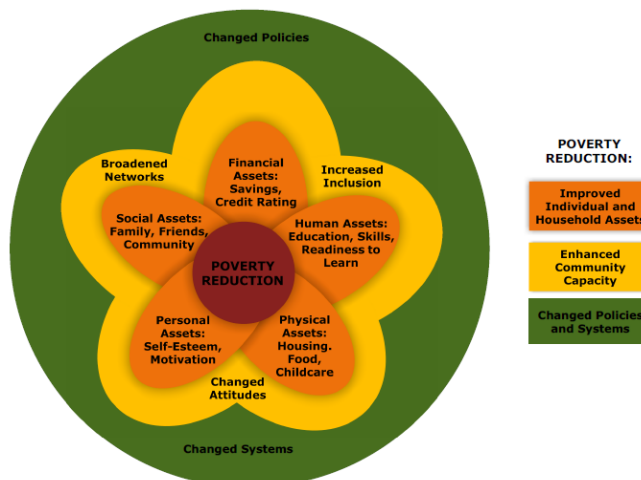 Changed Policies
Broadened
Networks
Financial
Assets:
Savings,
Credit Rating
Increased
Inclusion
Social Assets:
Family, Friends,
Community
Human Assets:
Education, Skills,
Readiness to
Learn
POVERTY
REDUCTION
Personal
Assets:
Self-Esteem,
Motivation
Physical
Assets:
Housing.
Food,
Childcare
Changed
Attitudes
Changed Systems
POVERTY
REDUCTION:
Improved
Individual and
Household Assets
Enhanced
Community
Capacity
Changed Policies
and Systems